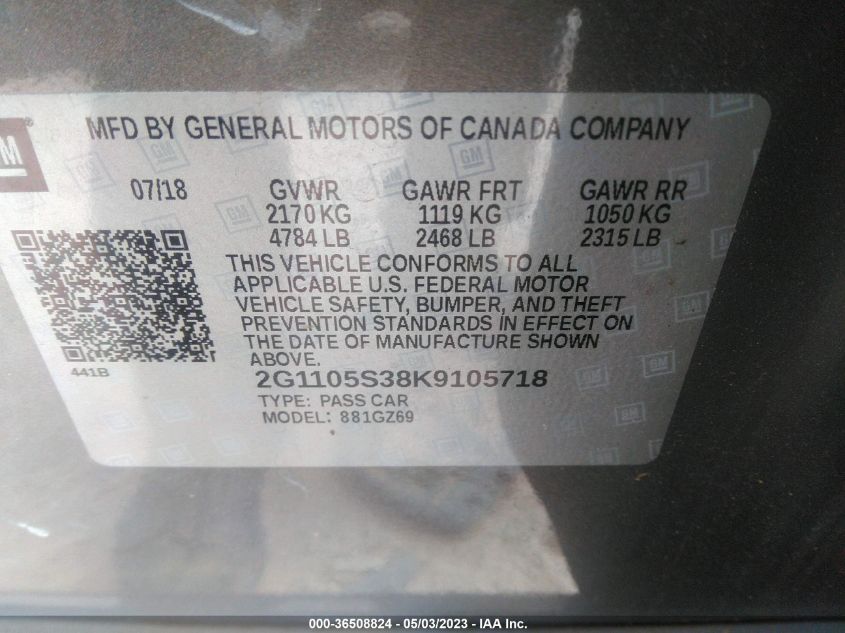 MFD BY GENERAL MOTORS OF CANADA COMPANY
GM
07/18 GVWR GAWR FRT GAWR RR
2170 KG 1119 KG 1050 KG
4784 LB 2468 LB 2315 LB
THIS VEHICLE CONFORMS TO ALL
APPLICABLE U.S. FEDERAL MOTOR
VEHICLE SAFETY, BUMPER, AND THEFT
PREVENTION STANDARDS IN EFFECT ON
THE DATE OF MANUFACTURE SHOWN
ABOVE.
441B
2G1105S38K9105718
TYPE: PASS CAR
MODEL: 881GZ69
000-36508824 - 05/03/2023 - IAA Inc.